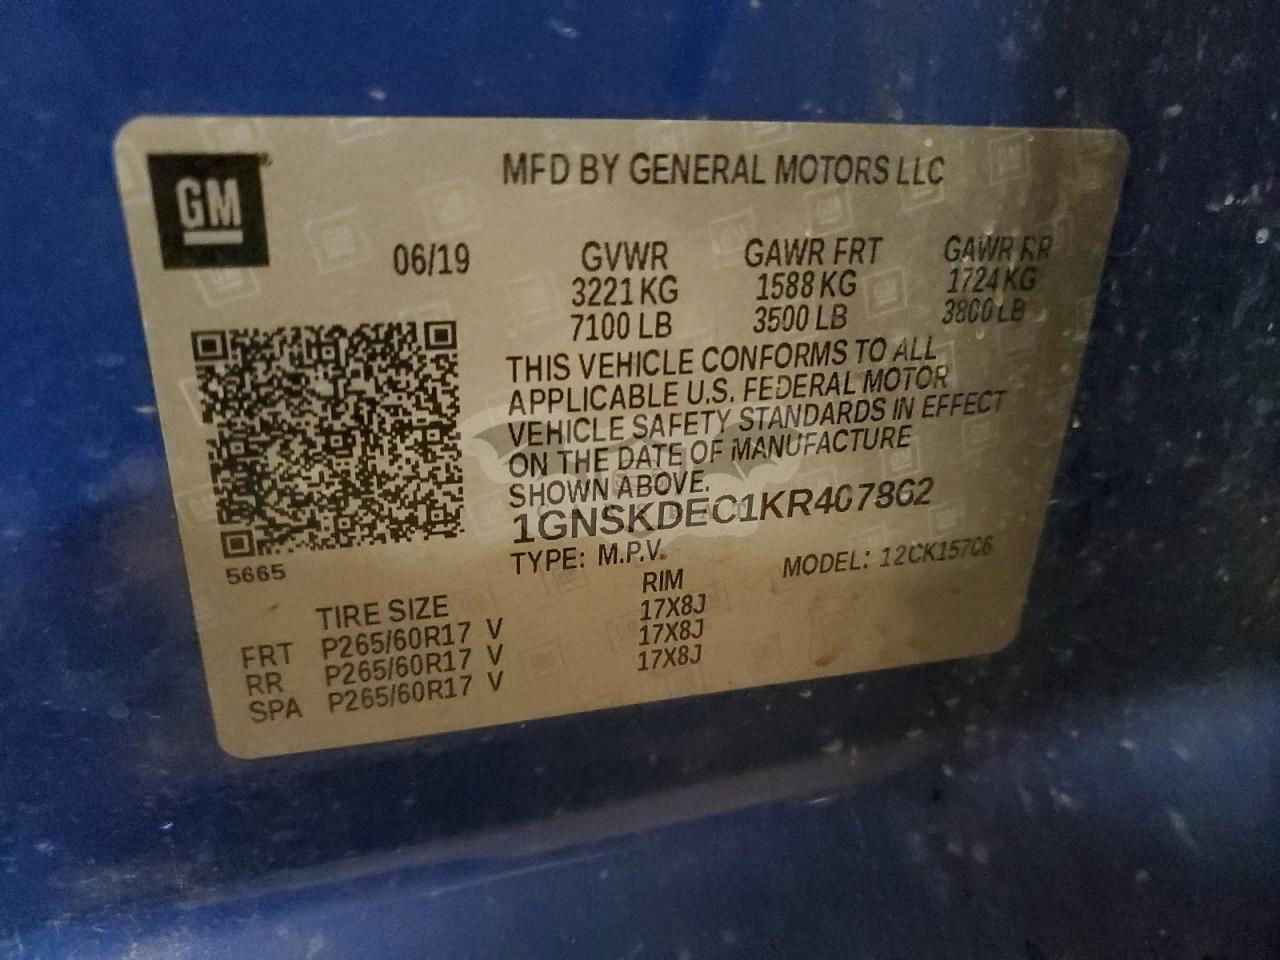 GM
MFD BY GENERAL MOTORS LLC
06/19 GVWR GAWR FRT GAWR RR
3221 KG 1588 KG 1724 KG
7100 LB 3500 LB 3800 LB
THIS VEHICLE CONFORMS TO ALL
APPLICABLE U.S. FEDERAL MOTOR
VEHICLE SAFETY STANDARDS IN EFFECT
ON THE DATE OF MANUFACTURE
SHOWN ABOVE.
1GNSKDEC1KR407862
TYPE: M.P.V. MODEL: 12CK15706
5665
TIRE SIZE RIM
FRT P265/60R17 V 17X8J
RR P265/60R17 V 17X8J
SPA P265/60R17 V 17X8J